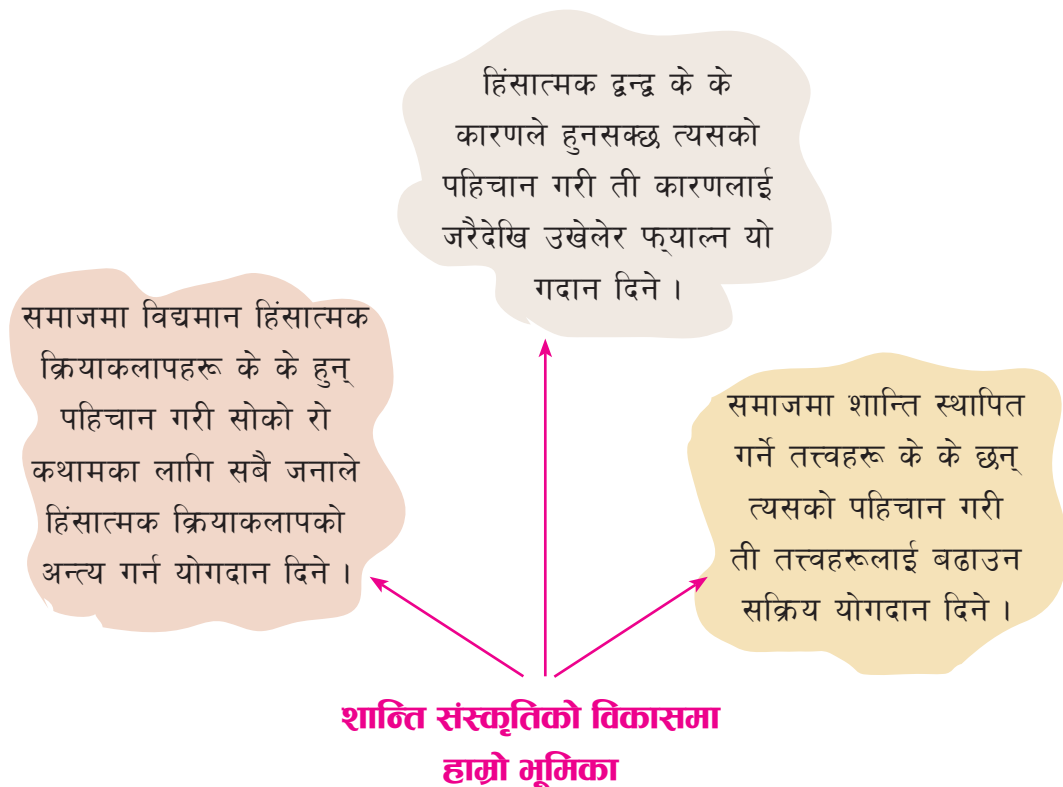 हिंसात्मक द्वन्द्व के के
कारणले हुनसक्छ त्यसको
पहिचान गरी ती कारणलाई
जरैदेखि उखेलेर फ्याल्न यो
गदान दिने ।
समाजमा विद्यमान हिंसात्मक
क्रियाकलापहरू के के हुन्
पहिचान गरी सोको रो
कथामका लागि सबै जनाले
हिंसात्मक क्रियाकलापको
अन्त्य गर्न योगदान दिने ।
समाजमा शान्ति स्थापित
गर्ने तत्त्वहरू के के छन्
त्यसको पहिचान गरी
ती तत्त्वहरूलाई बढाउन
सक्रिय योगदान दिने ।
शान्ति संस्कृतिको विकासमा
हाम्रो भूमिका